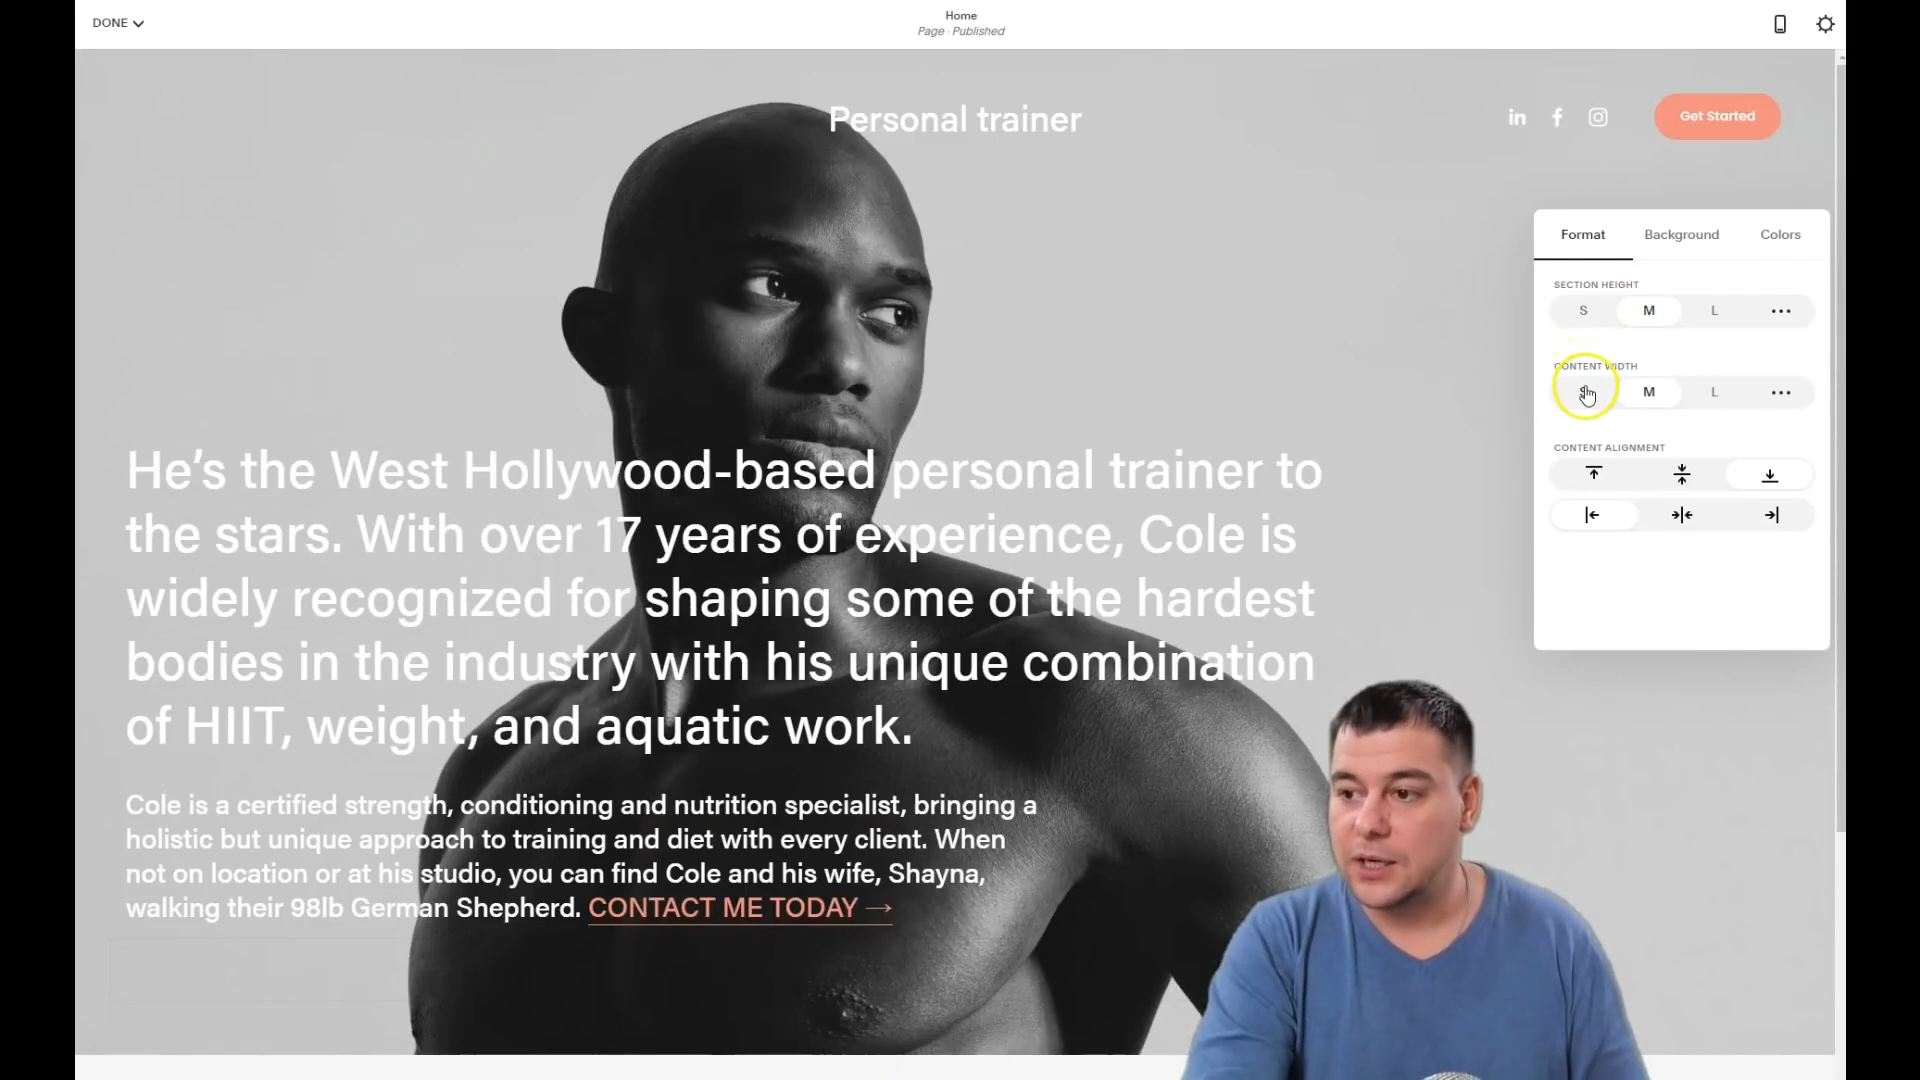 DONE
Home
Page · Published
Personal trainer
in
Get Started
Format
Background
Colors
SECTION HEIGHT
S M L
CONTENT WIDTH
M L
CONTENT ALIGNMENT
He’s the West Hollywood-based personal trainer to
the stars. With over 17 years of experience, Cole is
widely recognized for shaping some of the hardest
bodies in the industry with his unique combination
of HIIT, weight, and aquatic work.
Cole is a certified strength, conditioning and nutrition specialist, bringing a
holistic but unique approach to training and diet with every client. When
not on location or at his studio, you can find Cole and his wife, Shayna,
walking their 98lb German Shepherd. CONTACT ME TODAY →